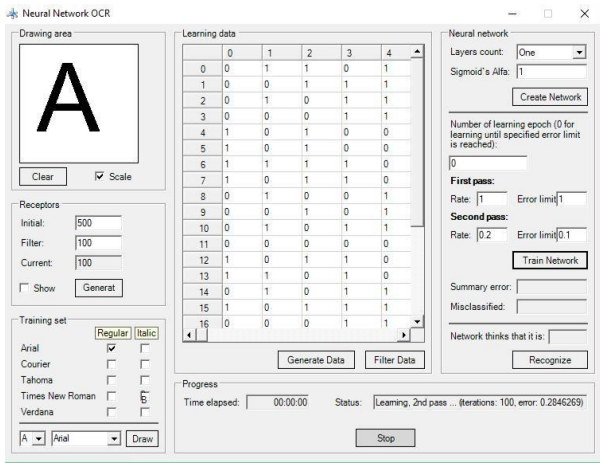 Neural Network OCR
Drawing area
A
Clear
Scale
Receptors
Initial: 500
Filter: 100
Current: 100
Show Generat
Training set
Regular Italic
Arial
Courier
Tahoma
Times New Roman B
Verdana
A Arial Draw
Learning data
0 1 2 3 4
0 0 1 1 0 1
1 0 0 1 1 1
2 0 1 0 1 1
3 0 0 0 1 1
4 1 0 1 0 0
5 1 0 1 0 0
6 1 1 1 1 0
7 1 0 1 1 0
8 0 1 0 0 1
9 0 0 1 0 1
10 0 1 0 1 1
11 0 0 0 0 0
12 1 0 1 1 0
13 1 1 0 1 0
14 0 1 0 1 1
15 1 0 1 1 1
16 0 0 0 1 1
Generate Data Filter Data
Neural network
Layers count: One
Sigmoid's Alfa: 1
Create Network
Number of learning epoch (0 for
learning until specified error limit
is reached):
0
First pass:
Rate: 1 Error limit 1
Second pass:
Rate: 0.2 Error limit 0.1
Train Network
Summary error:
Misclassified:
Network thinks that it is:
Recognize
Progress
Time elapsed: 00:00:00 Status: Learning, 2nd pass ... (iterations: 100, error: 0.2846269)
Stop